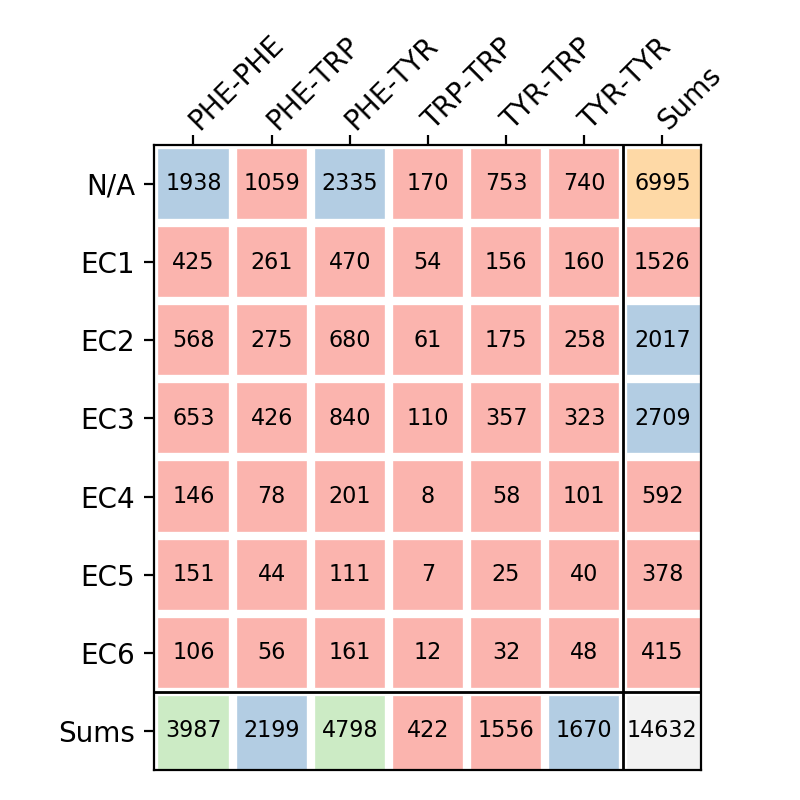 PHE-PHE PHE-TRP PHE-TYR TRP-TRP TYR-TRP TYR-TYR Sums
N/A 1938 1059 2335 170 753 740 6995
EC1 425 261 470 54 156 160 1526
EC2 568 275 680 61 175 258 2017
EC3 653 426 840 110 357 323 2709
EC4 146 78 201 8 58 101 592
EC5 151 44 111 7 25 40 378
EC6 106 56 161 12 32 48 415
Sums 3987 2199 4798 422 1556 1670 14632